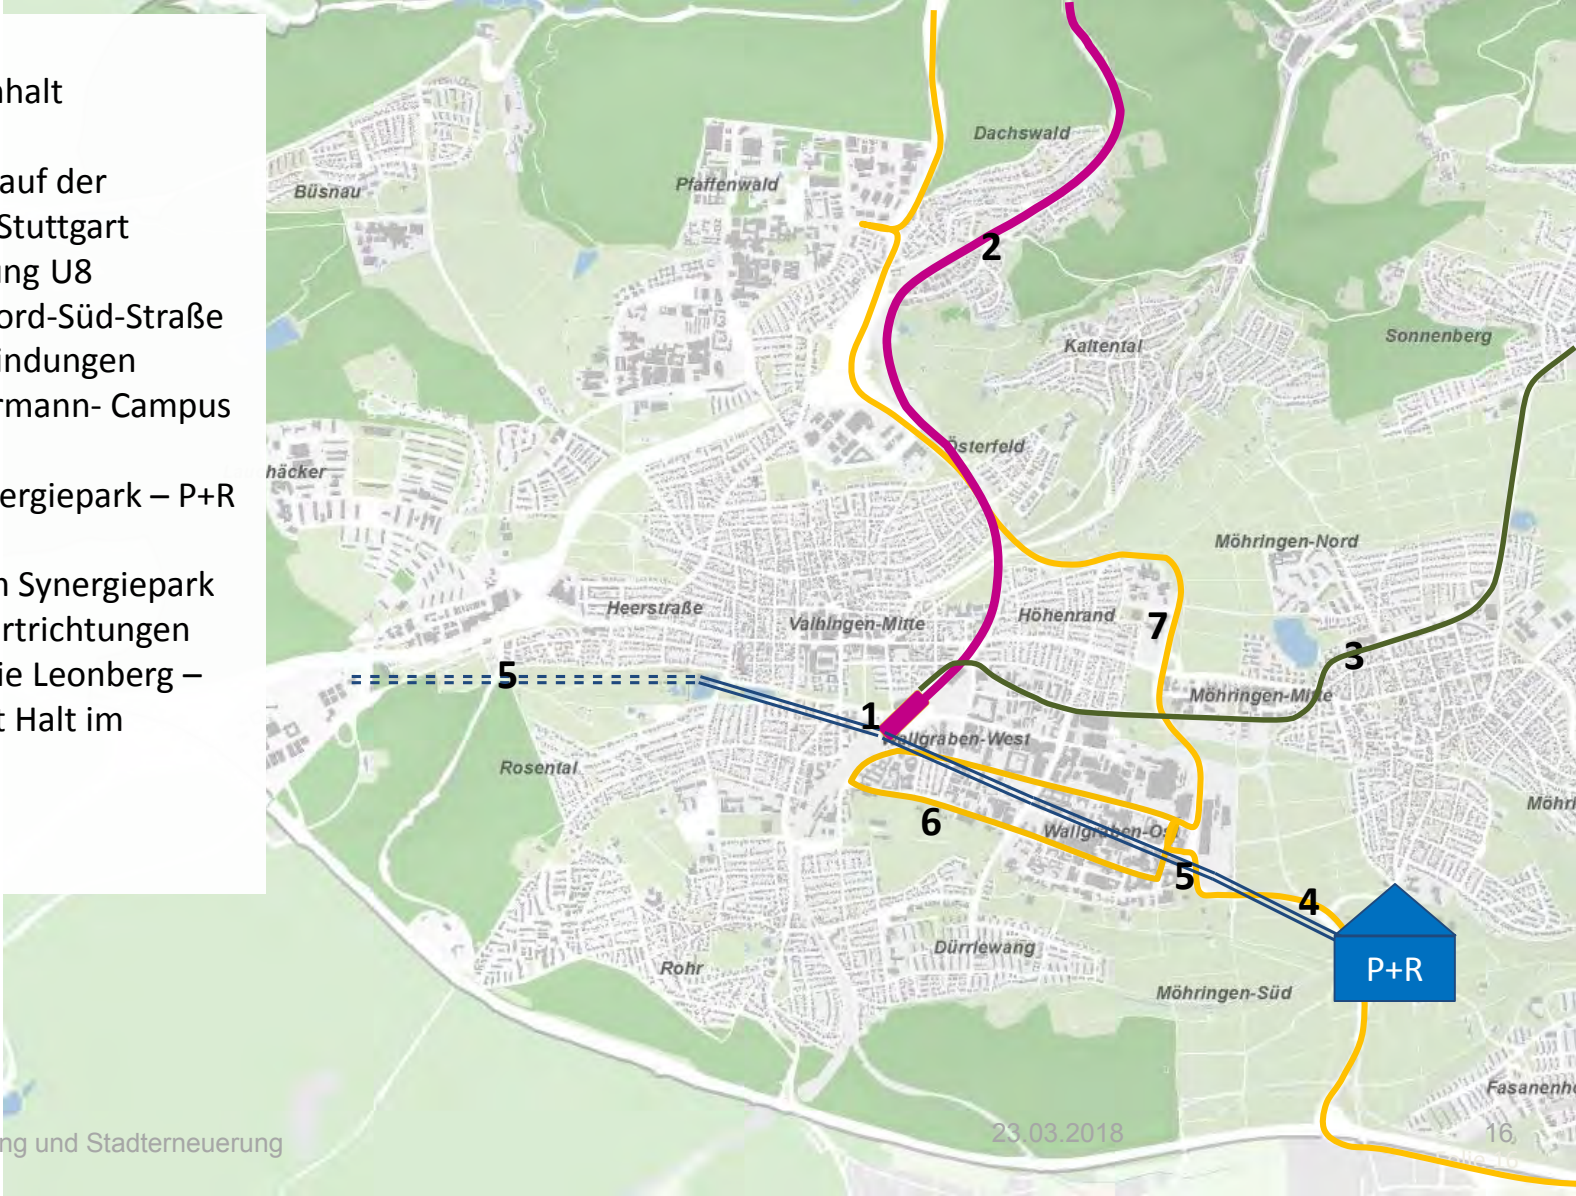 nhalt
auf der
Stuttgart
ung U8
ord-Süd-Straße
indungen
rmann- Campus
ergiepark – P+R
n Synergiepark
rtrichtungen
ie Leonberg –
t Halt im
Dachswald
Pfaffenwald
Büsnau
2
Sonnenberg
Kaltental
Österfeld
häcker
Möhringen-Nord
Heerstraße
Vaihingen-Mitte
Höhenrand
7
3
5
Möhringen-Mitte
1
Wallgraben-West
Rosental
Möhri
6
Wallgraben-Ost
5
4
Dürrlewang
Rohr
P+R
Möhringen-Süd
Fasanenho
ng und Stadterneuerung
23.03.2018
16